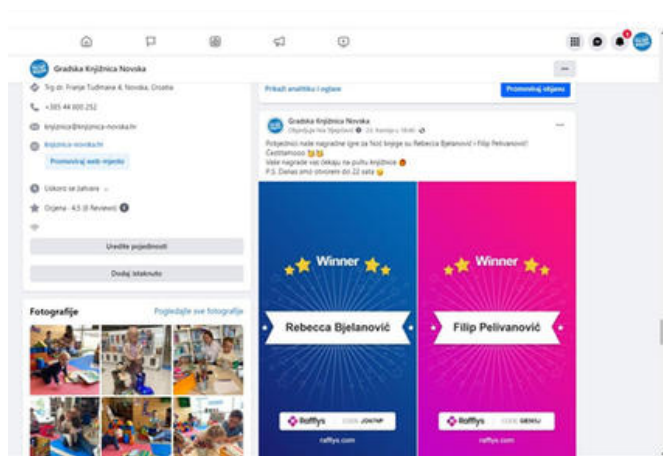 Gradska Knjižnica Novska
Trg dr. Franje Tuđmana 4, Novska, Croatia
+385 44 800 252
knjiznica@knjiznica-novska.hr
knjiznica-novska.hr
Promoviraj web-mjesto
Uskoro se zatvara
Ocjena · 4,5 (6 Reviews)
Uredite pojedinosti
Dodaj istaknuto
Fotografije
Pogledajte sve fotografije
Prikaži analitiku i oglase
Promoviraj objavu
Gradska Knjižnica Novska
Pobjednici naše nagradne igre za Noć knjige su Rebecca Bjelanović i Filip Pelivanović!
Čestitamooo
Vaše nagrade vas čekaju na pultu knjižnice
P.S. Danas smo otvoreni do 22 sata
Winner
Rebecca Bjelanović
Rafflys
rafflys.com
Winner
Filip Pelivanović
Rafflys
rafflys.com